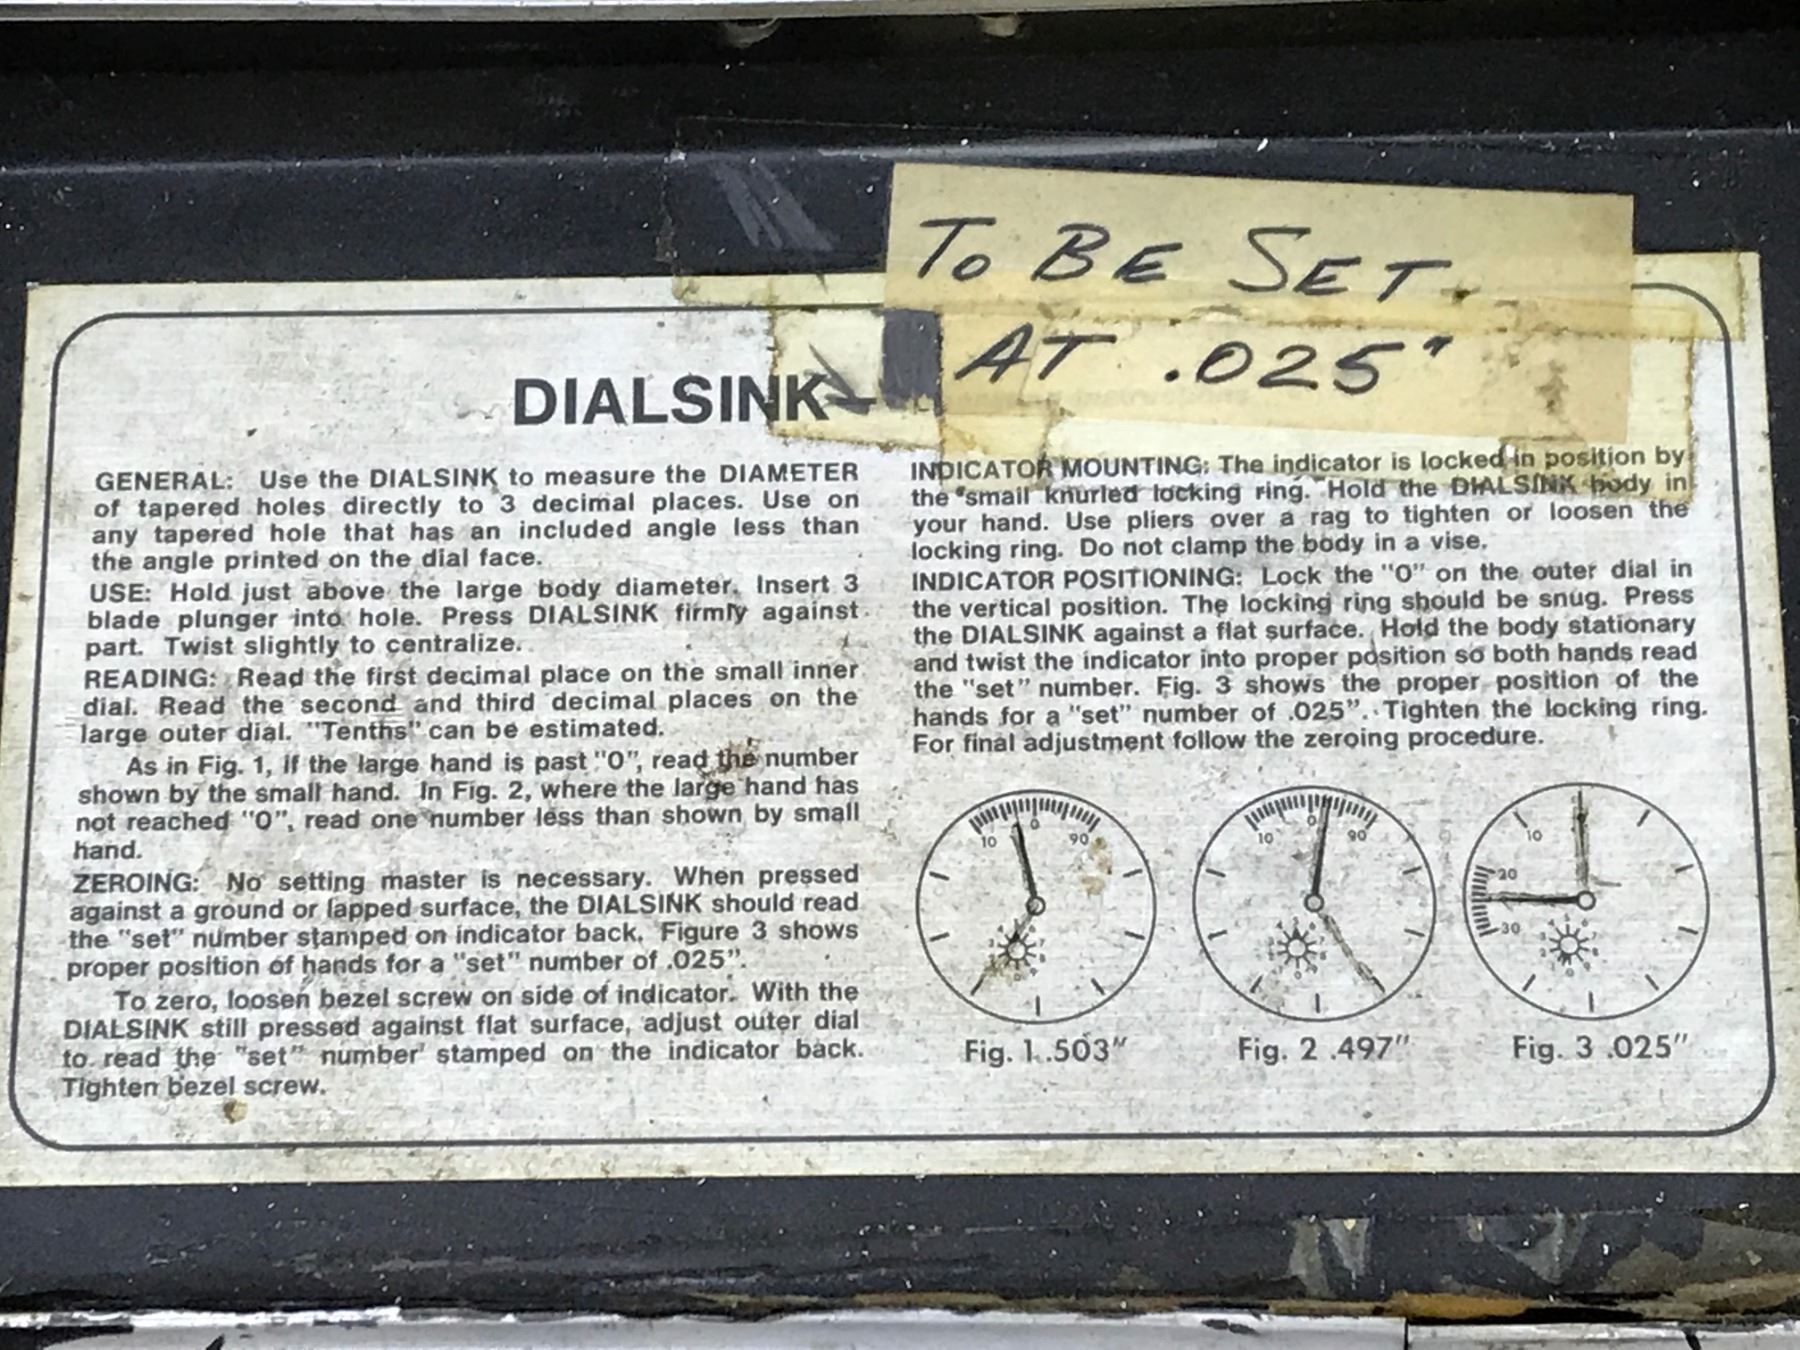 To BE SET
AT .025"
DIALSINK
GENERAL: Use the DIALSINK to measure the DIAMETER
of tapered holes directly to 3 decimal places. Use on
any tapered hole that has an included angle less than
the angle printed on the dial face.
USE: Hold just above the large body diameter. Insert 3
blade plunger into hole. Press DIALSINK firmly against
part. Twist slightly to centralize.
READING: Read the first decimal place on the small inner
dial. Read the second and third decimal places on the
large outer dial. "Tenths" can be estimated.
As in Fig. 1, if the large hand is past "0", read the number
shown by the small hand. In Fig. 2, where the large hand has
not reached "0", read one number less than shown by small
hand.
ZEROING: No setting master is necessary. When pressed
against a ground or lapped surface, the DIALSINK should read
the "set" number stamped on indicator back. Figure 3 shows
proper position of hands for a "set" number of .025".
To zero, loosen bezel screw on side of indicator. With the
DIALSINK still pressed against flat surface, adjust outer dial
to read the "set" number stamped on the indicator back.
Tighten bezel screw.
INDICATOR MOUNTING: The indicator is locked in position by
the small knurled locking ring. Hold the DIALSINK body in
your hand. Use pliers over a rag to tighten or loosen the
locking ring. Do not clamp the body in a vise.
INDICATOR POSITIONING: Lock the "0" on the outer dial in
the vertical position. The locking ring should be snug. Press
the DIALSINK against a flat surface. Hold the body stationary
and twist the indicator into proper position so both hands read
the "set" number. Fig. 3 shows the proper position of the
hands for a "set" number of .025". Tighten the locking ring.
For final adjustment follow the zeroing procedure.
10 0 90
10 0 90
10
20
30
Fig. 1 .503" Fig. 2 .497" Fig. 3 .025"